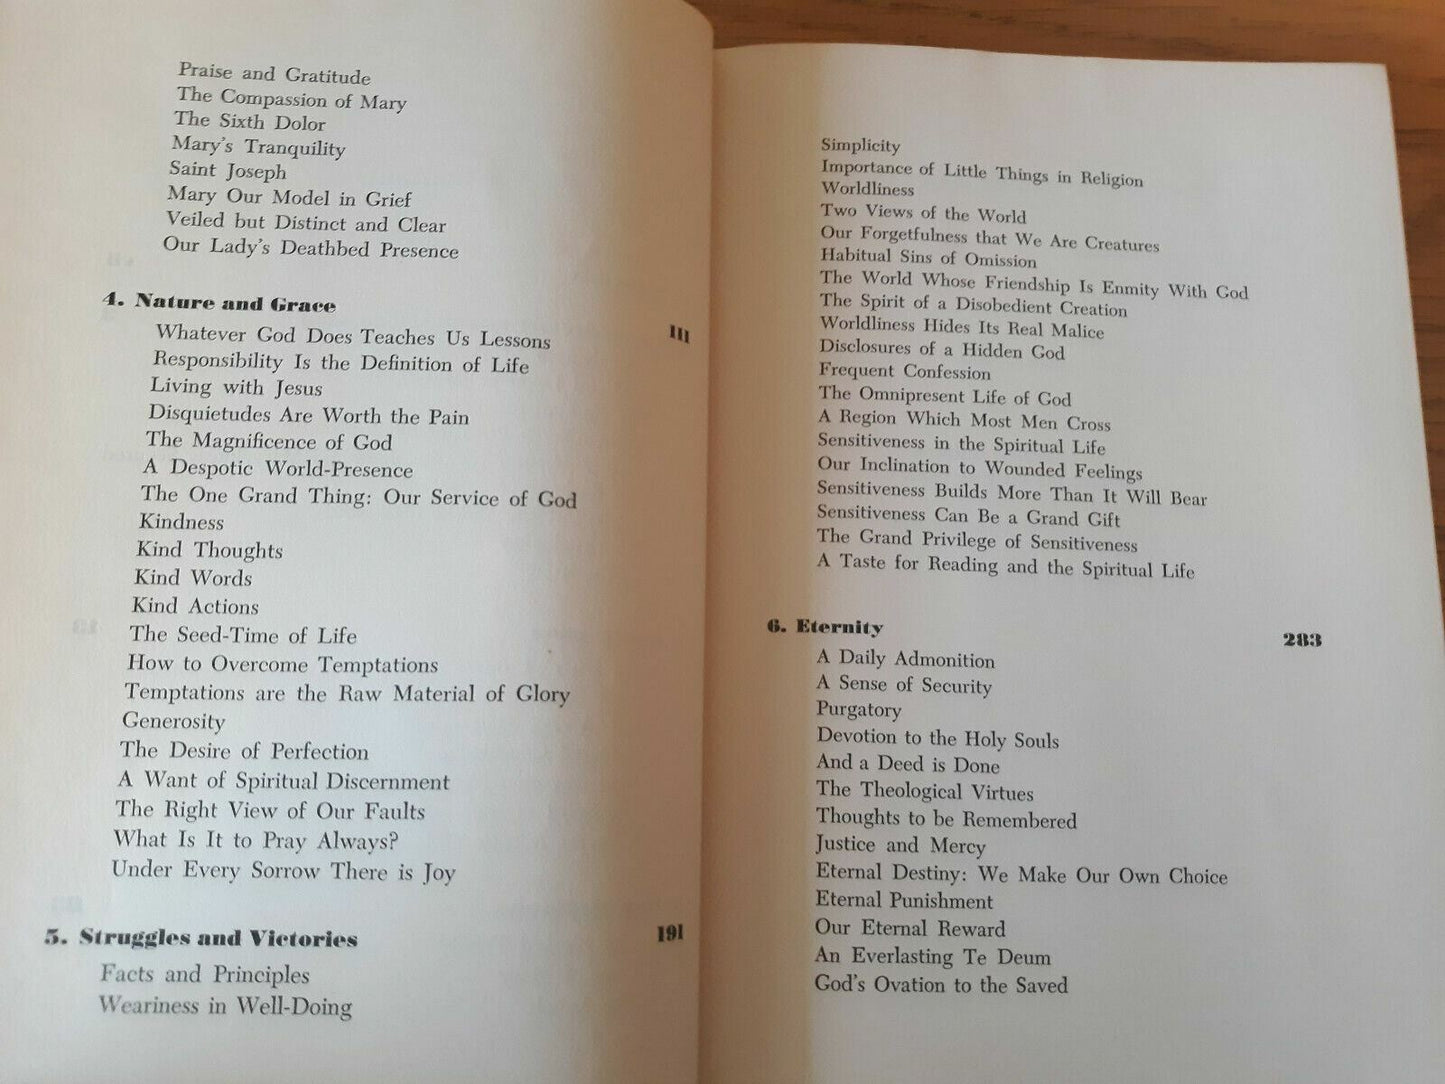 Praise and Gratitude
The Compassion of Mary
The Sixth Dolor
Mary's Tranquility
Saint Joseph
Mary Our Model in Grief
Veiled but Distinct and Clear
Our Lady's Deathbed Presence
4. Nature and Grace 111
Whatever God Does Teaches Us Lessons
Responsibility Is the Definition of Life
Living with Jesus
Disquietudes Are Worth the Pain
The Magnificence of God
A Despotic World-Presence
The One Grand Thing: Our Service of God
Kindness
Kind Thoughts
Kind Words
Kind Actions
The Seed-Time of Life
How to Overcome Temptations
Temptations are the Raw Material of Glory
Generosity
The Desire of Perfection
A Want of Spiritual Discernment
The Right View of Our Faults
What Is It to Pray Always?
Under Every Sorrow There is Joy
5. Struggles and Victories 191
Facts and Principles
Weariness in Well-Doing
Simplicity
Importance of Little Things in Religion
Worldliness
Two Views of the World
Our Forgetfulness that We Are Creatures
Habitual Sins of Omission
The World Whose Friendship Is Enmity With God
The Spirit of a Disobedient Creation
Worldliness Hides Its Real Malice
Disclosures of a Hidden God
Frequent Confession
The Omnipresent Life of God
A Region Which Most Men Cross
Sensitiveness in the Spiritual Life
Our Inclination to Wounded Feelings
Sensitiveness Builds More Than It Will Bear
Sensitiveness Can Be a Grand Gift
The Grand Privilege of Sensitiveness
A Taste for Reading and the Spiritual Life
6. Eternity 283
A Daily Admonition
A Sense of Security
Purgatory
Devotion to the Holy Souls
And a Deed is Done
The Theological Virtues
Thoughts to be Remembered
Justice and Mercy
Eternal Destiny: We Make Our Own Choice
Eternal Punishment
Our Eternal Reward
An Everlasting Te Deum
God's Ovation to the Saved